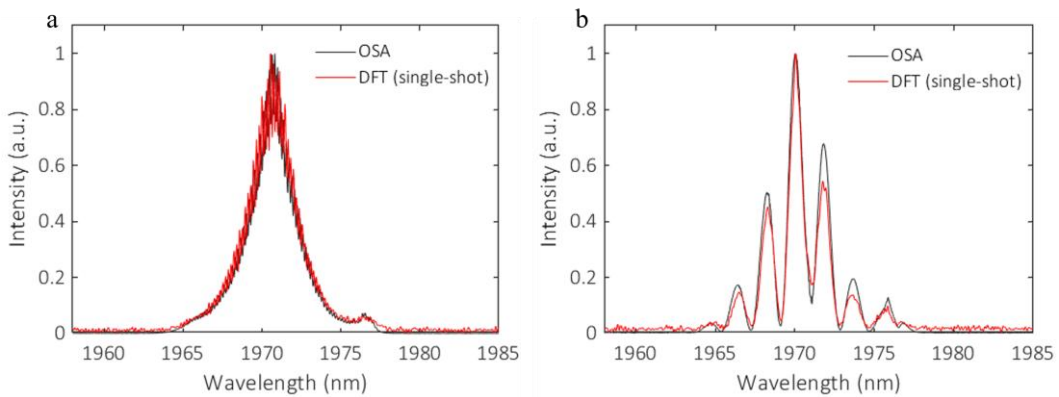 a
OSA
DFT (single-shot)
Intensity (a.u.)
1
0.8
0.6
0.4
0.2
0
1960 1965 1970 1975 1980 1985
Wavelength (nm)
b
OSA
DFT (single-shot)
Intensity (a.u.)
1
0.8
0.6
0.4
0.2
0
1960 1965 1970 1975 1980 1985
Wavelength (nm)